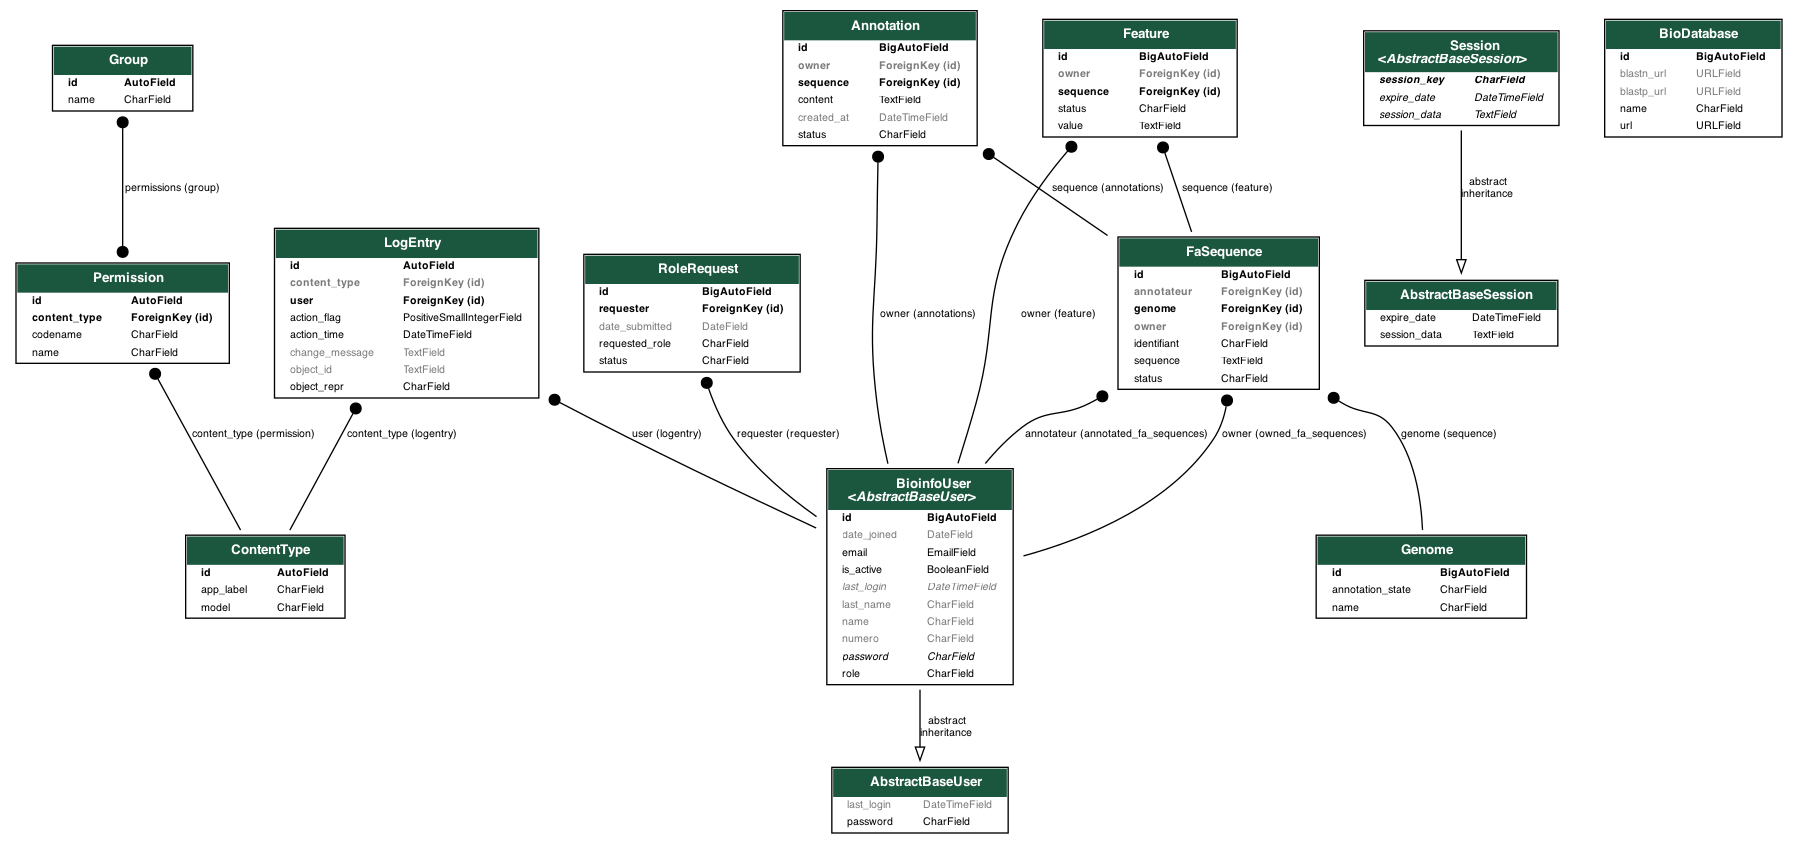 Group
id AutoField
name CharField
permissions (group)
Permission
id AutoField
content_type ForeignKey (id)
codename CharField
name CharField
content_type (permission)
LogEntry
id AutoField
content_type ForeignKey (id)
user ForeignKey (id)
action_flag PositiveSmallIntegerField
action_time DateTimeField
change_message TextField
object_id TextField
object_repr CharField
content_type (logentry)
user (logentry)
ContentType
id AutoField
app_label CharField
model CharField
RoleRequest
id BigAutoField
requester ForeignKey (id)
date_submitted DateField
requested_role CharField
status CharField
requester (requester)
Annotation
id BigAutoField
owner ForeignKey (id)
sequence ForeignKey (id)
content TextField
created_at DateTimeField
status CharField
owner (annotations)
sequence (annotations)
Feature
id BigAutoField
owner ForeignKey (id)
sequence ForeignKey (id)
status CharField
value TextField
owner (feature)
sequence (feature)
FaSequence
id BigAutoField
annotateur ForeignKey (id)
genome ForeignKey (id)
owner ForeignKey (id)
identifiant CharField
sequence TextField
status CharField
annotateur (annotated_fa_sequences)
owner (owned_fa_sequences)
genome (sequence)
BioinfoUser
<AbstractBaseUser>
id BigAutoField
date_joined DateField
email EmailField
is_active BooleanField
last_login DateTimeField
last_name CharField
name CharField
numero CharField
password CharField
role CharField
abstract
inheritance
AbstractBaseUser
last_login DateTimeField
password CharField
Genome
id BigAutoField
annotation_state CharField
name CharField
Session
<AbstractBaseSession>
session_key CharField
expire_date DateTimeField
session_data TextField
abstract
inheritance
AbstractBaseSession
expire_date DateTimeField
session_data TextField
BioDatabase
id BigAutoField
blastn_url URLField
blastp_url URLField
name CharField
url URLField